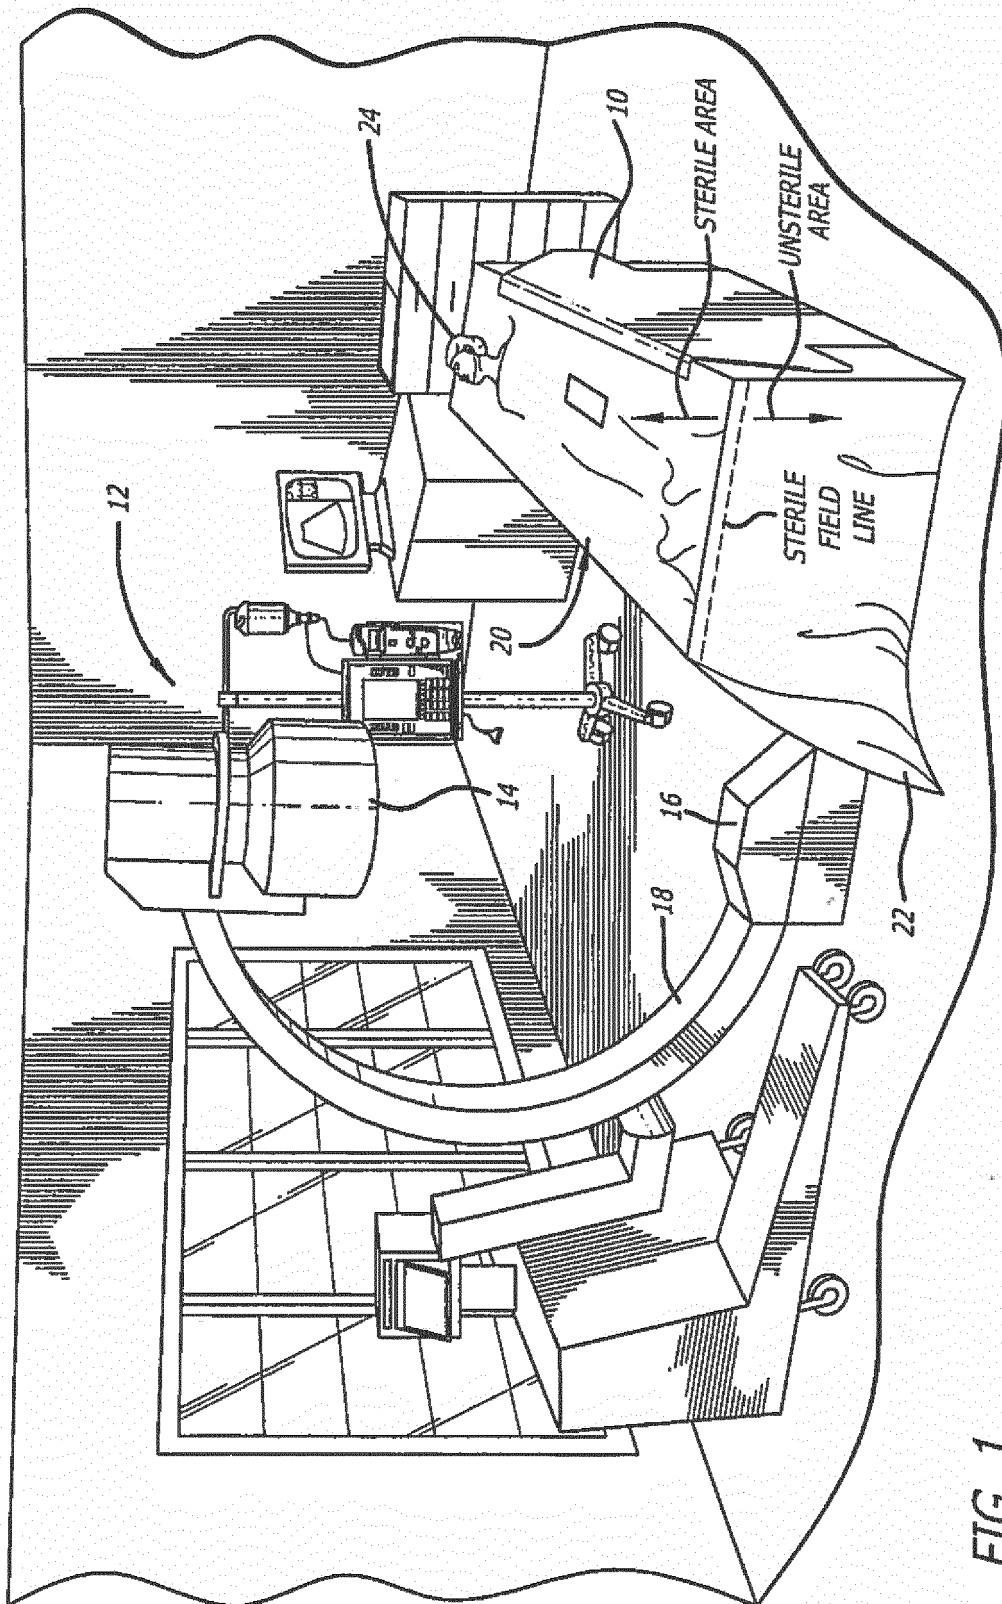 24
10
STERILE AREA
UNSTERILE
AREA
12
STERILE
FIELD
LINE
20
14
16
18
22
FIG. 1